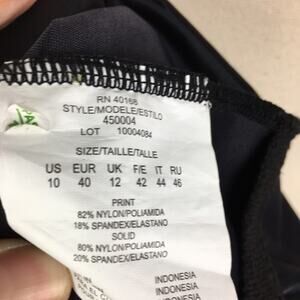 RN 40166
STYLE/MODELE/ESTILO
450004
LOT 10004084
SIZE/TAILLE/TALLE
US EUR UK F/E IT RU
10 40 12 42 44 46
PRINT
82% NYLON/POLIAMIDA
18% SPANDEX/ELASTANO
SOLID
80% NYLON/POLIAMIDA
20% SPANDEX/ELASTANO
INDONESIA
INDONESIA
INDONESIA